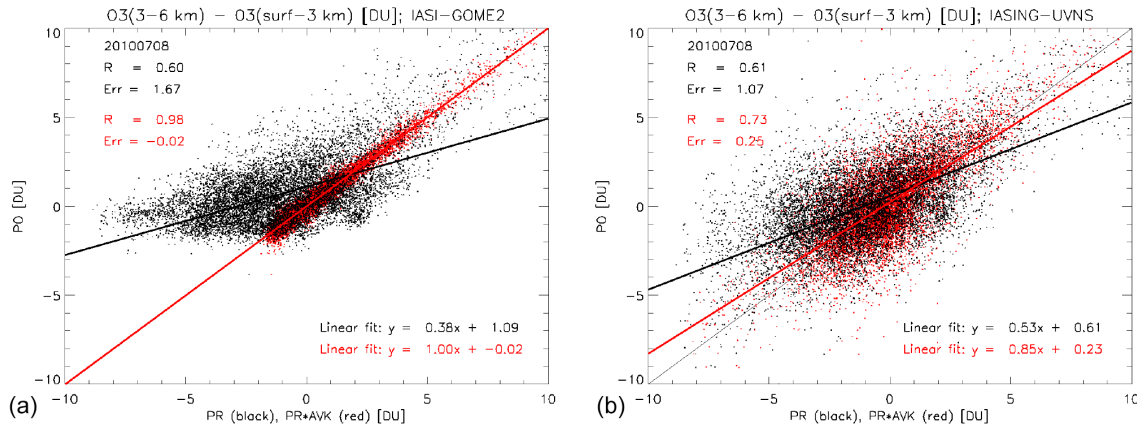 O3(3-6 km) - O3(surf-3 km) [DU]; IASI-GOME2
20100708
R = 0.60
Err = 1.67
R = 0.98
Err = -0.02
10
5
0
-5
-10
PO [DU]
Linear fit: y = 0.38x + 1.09
Linear fit: y = 1.00x + -0.02
-10 -5 0 5 10
(a)
PR (black), PR*AVK (red) [DU]
O3(3-6 km) - O3(surf-3 km) [DU]; IASING-UVNS
20100708
R = 0.61
Err = 1.07
R = 0.73
Err = 0.25
10
5
0
-5
-10
PO [DU]
Linear fit: y = 0.53x + 0.61
Linear fit: y = 0.85x + 0.23
-10 -5 0 5 10
(b)
PR (black), PR*AVK (red) [DU]